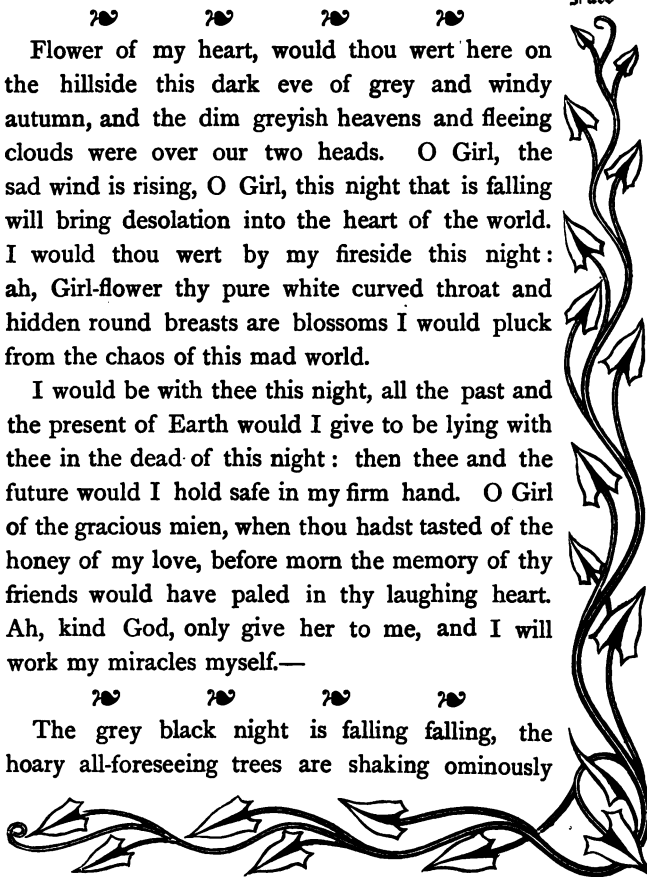 Flower of my heart, would thou wert here on
the hillside this dark eve of grey and windy
autumn, and the dim greyish heavens and fleeing
clouds were over our two heads. O Girl, the
sad wind is rising, O Girl, this night that is falling
will bring desolation into the heart of the world.
I would thou wert by my fireside this night:
ah, Girl-flower thy pure white curved throat and
hidden round breasts are blossoms I would pluck
from the chaos of this mad world.
I would be with thee this night, all the past and
the present of Earth would I give to be lying with
thee in the dead of this night: then thee and the
future would I hold safe in my firm hand. O Girl
of the gracious mien, when thou hadst tasted of the
honey of my love, before morn the memory of thy
friends would have paled in thy laughing heart.
Ah, kind God, only give her to me, and I will
work my miracles myself.—
The grey black night is falling falling, the
hoary all-foreseeing trees are shaking ominously